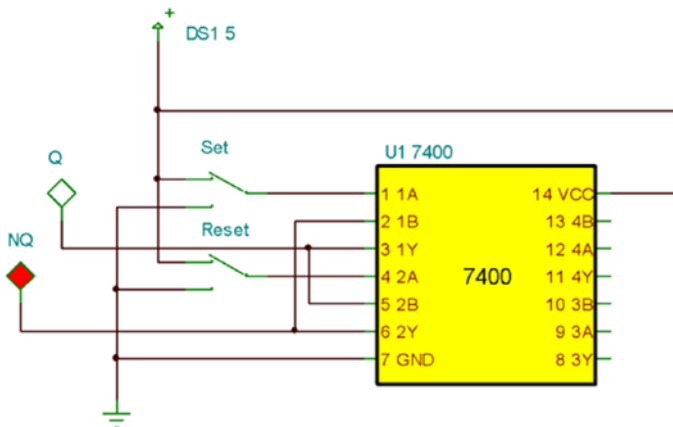 +
DS1 5
Set
Q
U1 7400
1 1A
14 VCC
2 1B
13 4B
Reset
NQ
3 1Y
12 4A
4 2A
7400
11 4Y
5 2B
10 3B
6 2Y
9 3A
7 GND
8 3Y